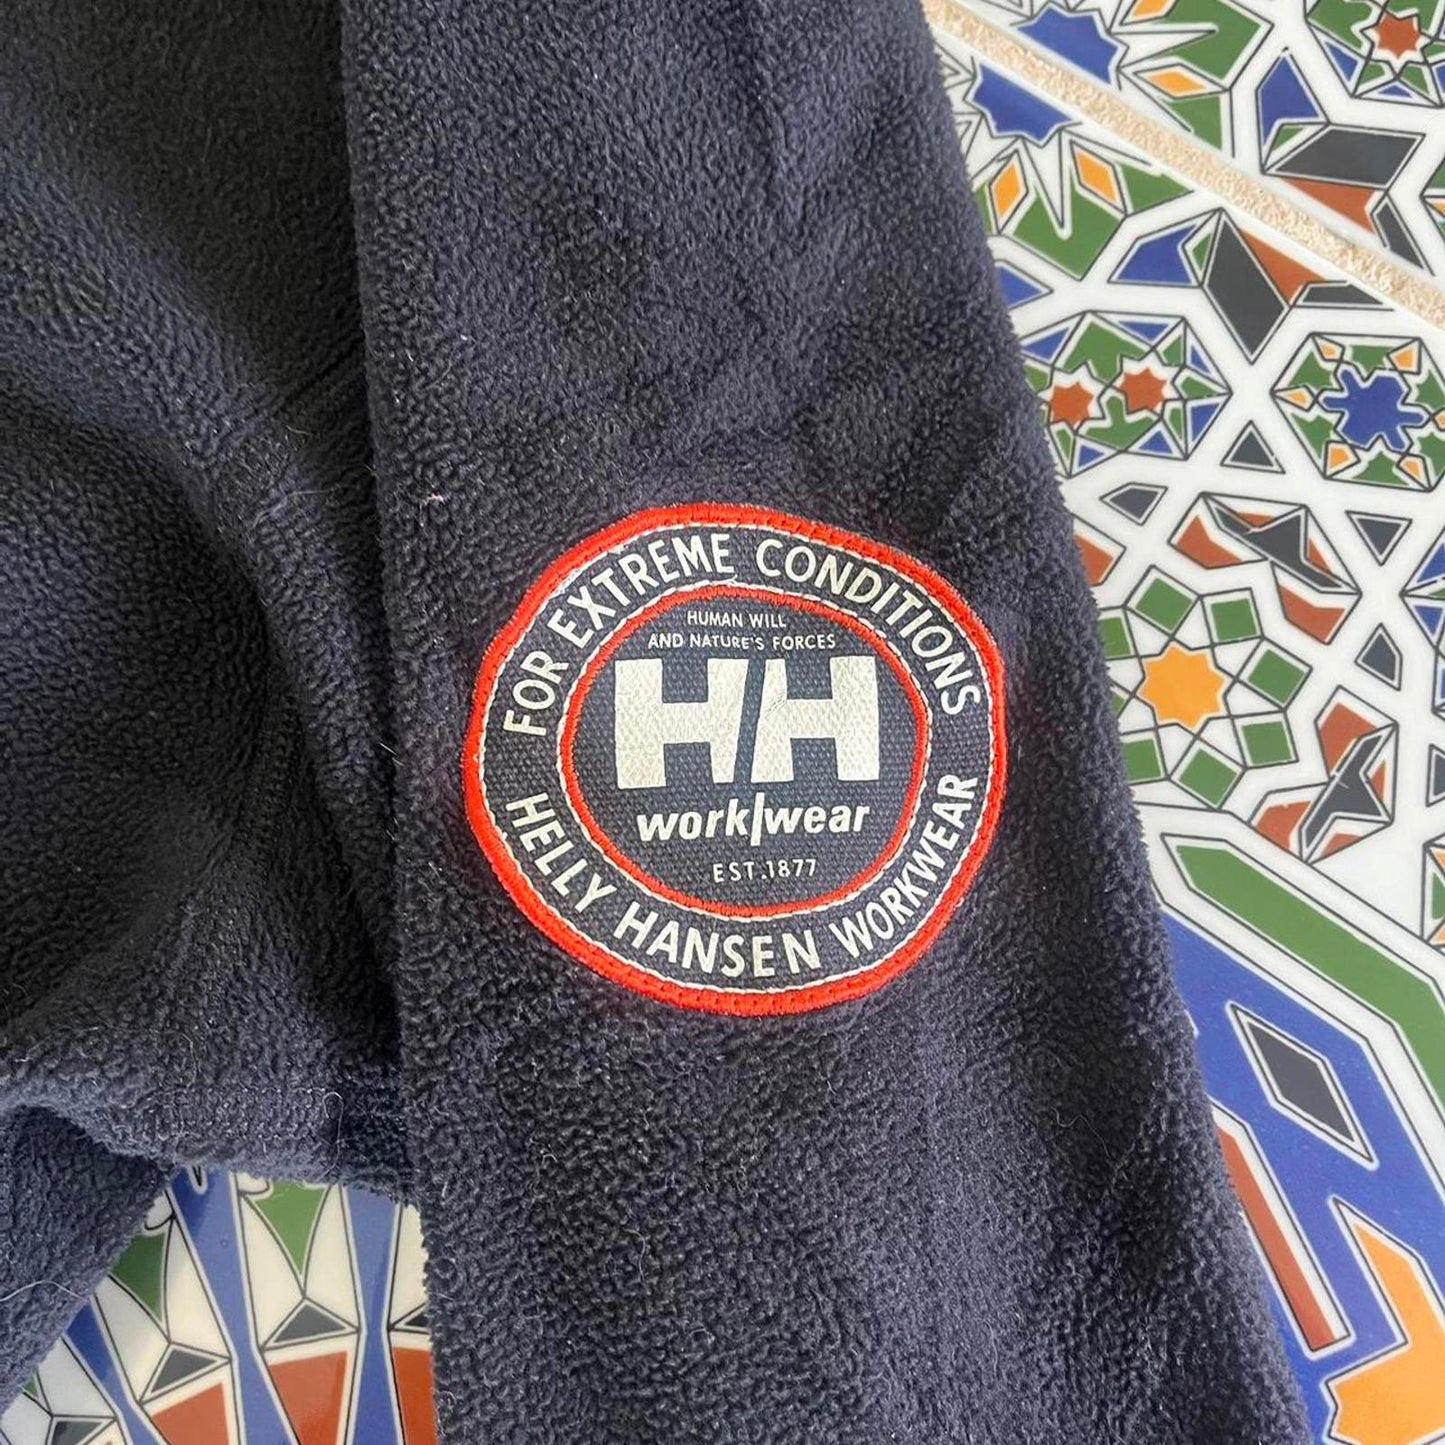 FOR EXTREME CONDITIONS
HUMAN WILL
AND NATURE'S FORCES
HH
work/wear
EST.1877
HELLY HANSEN WORKWEAR